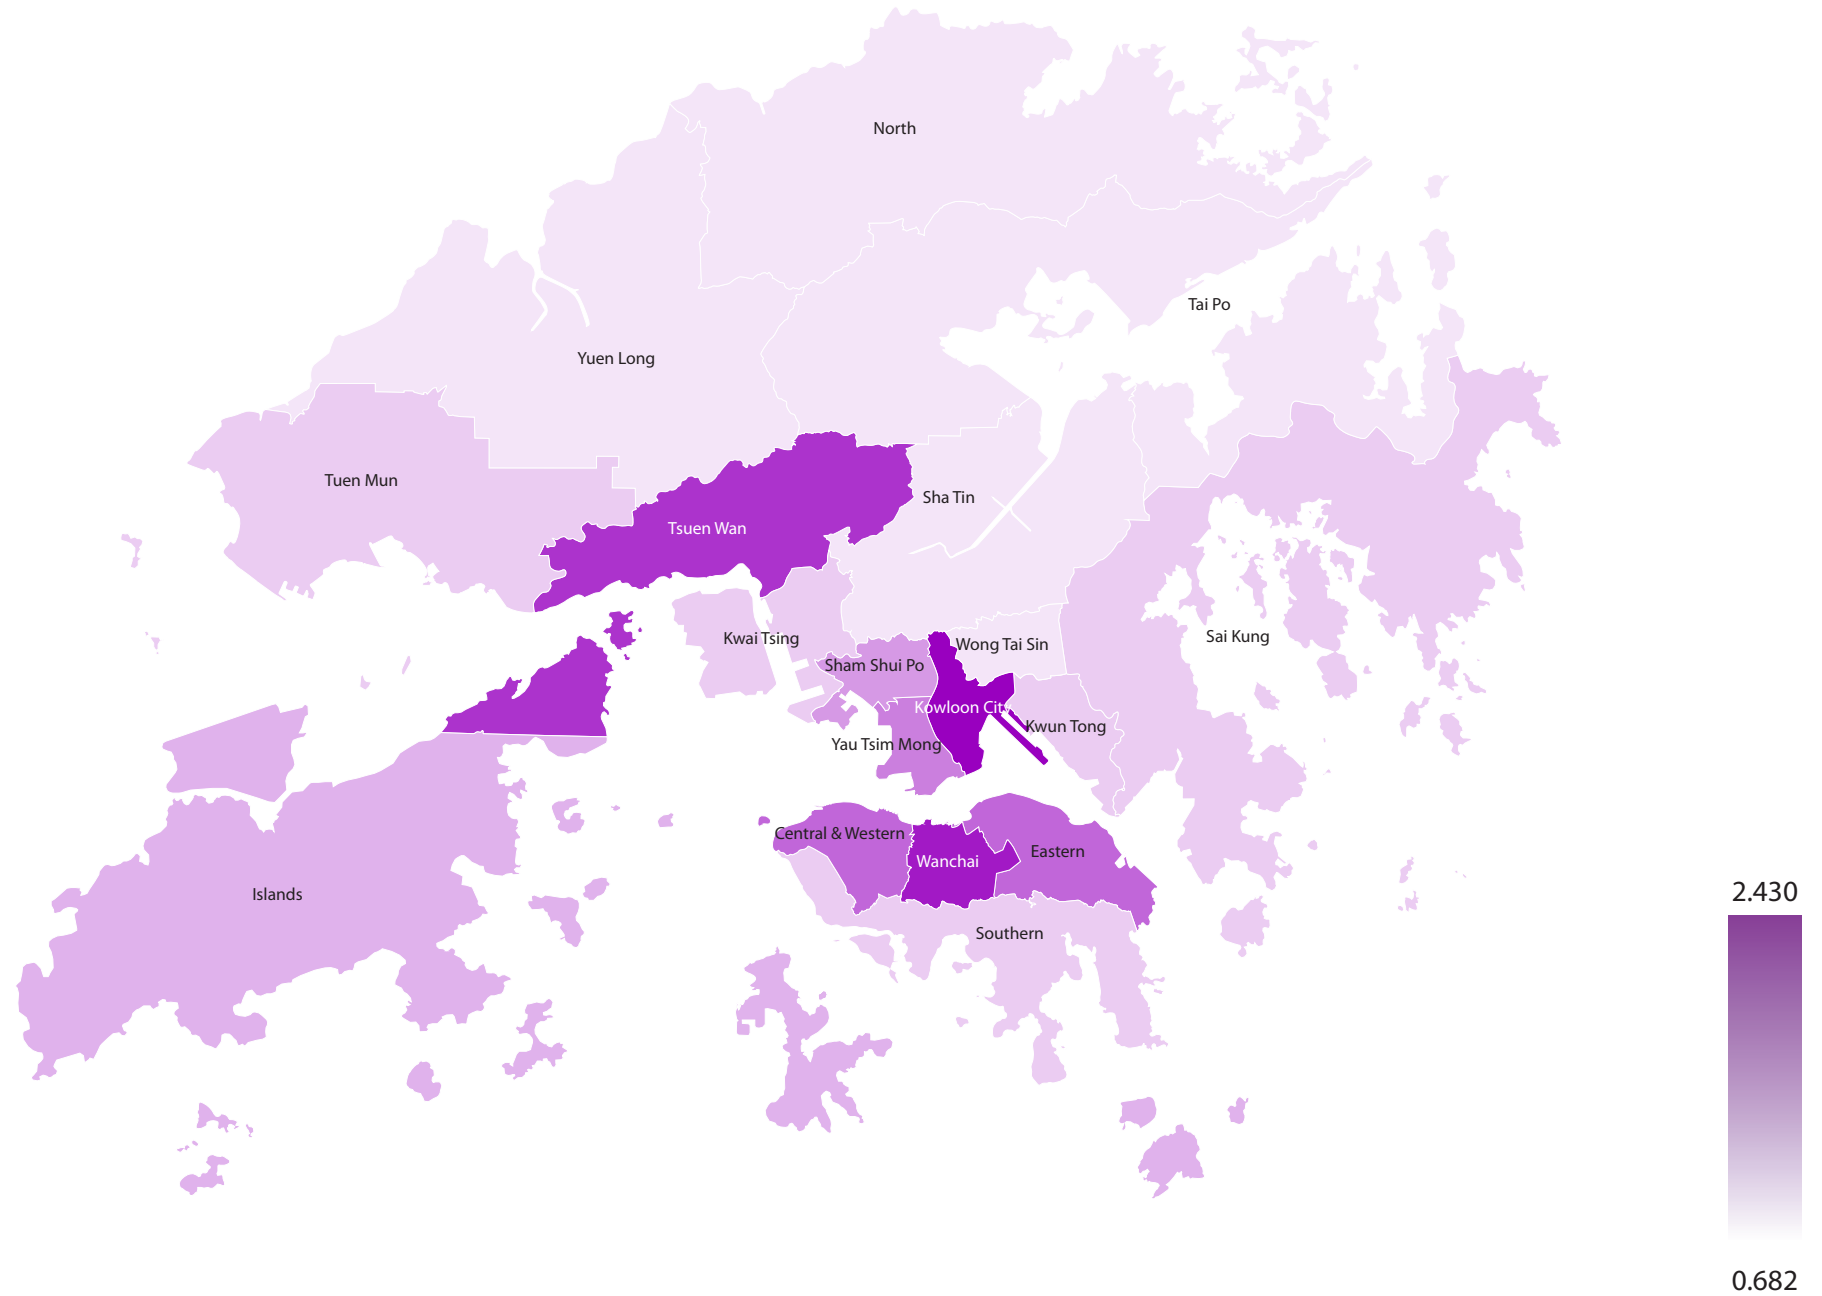 North
Tai Po
Yuen Long
Tuen Mun
Sha Tin
Tsuen Wan
Sai Kung
Kwai Tsing
Wong Tai Sin
Sham Shui Po
Kowloon City
Kwun Tong
Yau Tsim Mong
Central & Western
Eastern
Wanchai
Islands
Southern
2.430
0.682